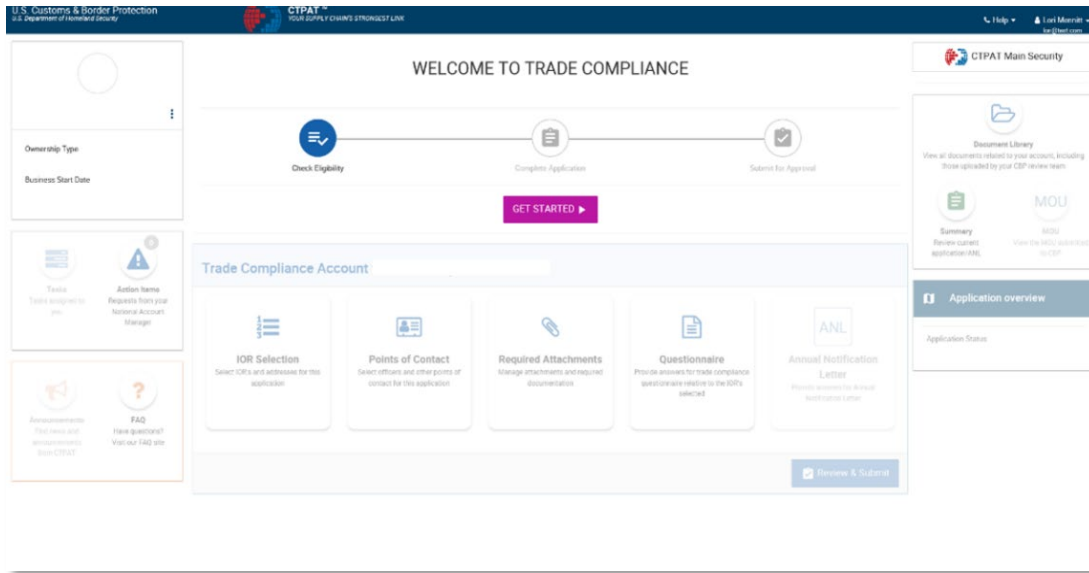 U.S. Customs & Border Protection
U.S. Department of Homeland Security
CTPAT ™
YOUR SUPPLY CHAIN'S STRONGEST LINK
Help
Lori
WELCOME TO TRADE COMPLIANCE
Check Eligibility
Complete Application
Submit for Approval
GET STARTED
Ownership Type
Business Start Date
Tasks
Tasks assigned to
you
Action Items
Requests from your
National Account
Manager
Announcements
Find news and
announcements
from CTPAT
FAQ
Have questions?
Visit our FAQ site
Trade Compliance Account
IOR Selection
Select IOR's and addresses for this
application
Points of Contact
Select officers and other points of
contact for this application
Required Attachments
Manage attachments and required
documentation
Questionnaire
Provide answers for trade compliance
questionnaire relative to the IOR's
selected
ANL
Annual Notification
Letter
Provide answers for Annual
Notification Letter
Review & Submit
CTPAT Main Security
Document Library
View all documents related to your account, including
those uploaded by your CBP review team
Summary
Review current
application/ANL
MOU
MOU
View the MOU submitted
to CBP
Application overview
Application Status